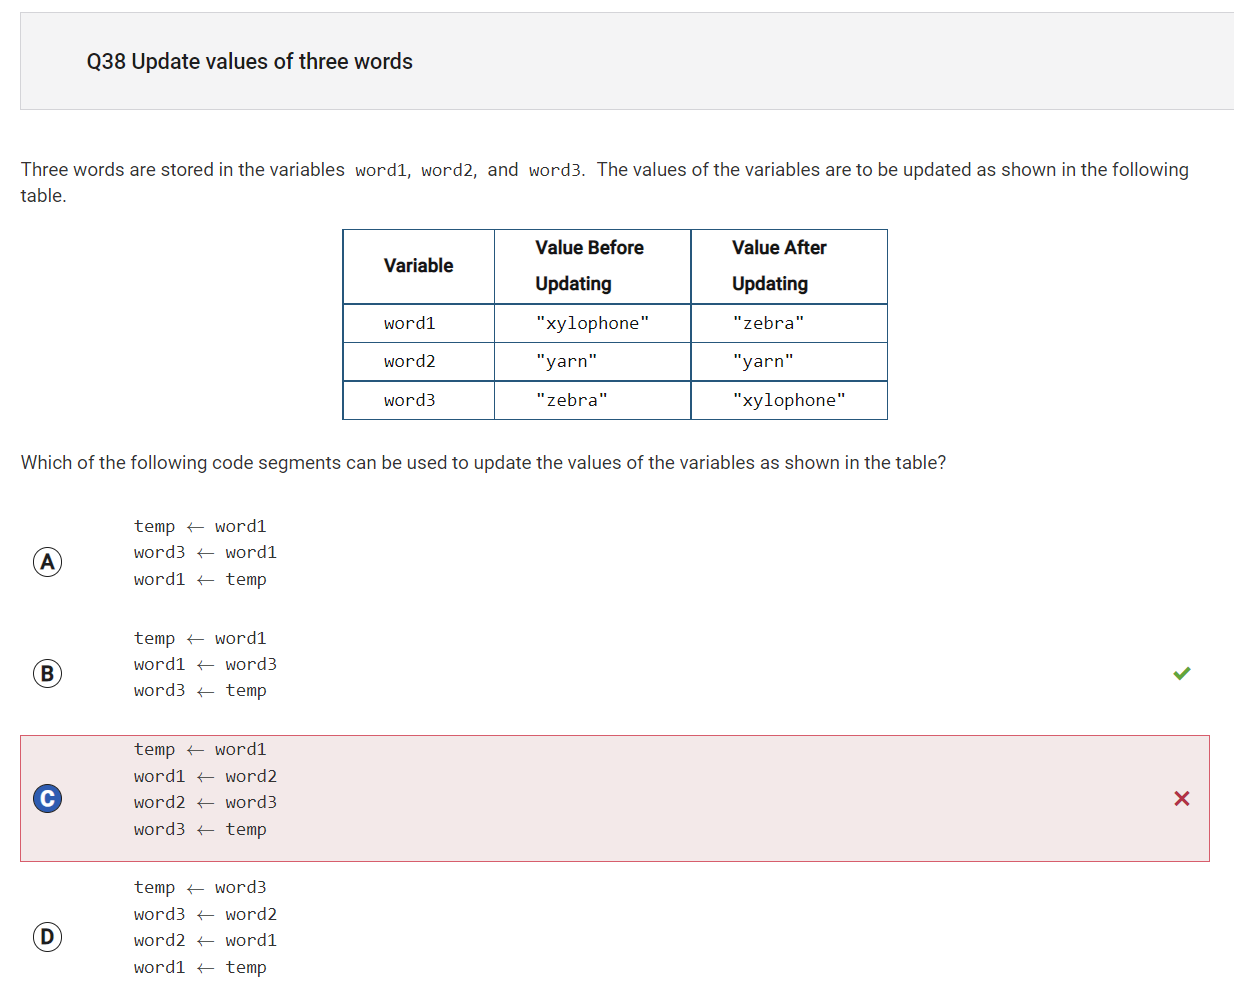 Q38 Update values of three words
Three words are stored in the variables word1, word2, and word3. The values of the variables are to be updated as shown in the following
table.
Variable Value Before Updating Value After Updating
word1 "xylophone" "zebra"
word2 "yarn" "yarn"
word3 "zebra" "xylophone"
Which of the following code segments can be used to update the values of the variables as shown in the table?
A
temp ← word1
word3 ← word1
word1 ← temp
B
temp ← word1
word1 ← word3
word3 ← temp
C
temp ← word1
word1 ← word2
word2 ← word3
word3 ← temp
D
temp ← word3
word3 ← word2
word2 ← word1
word1 ← temp